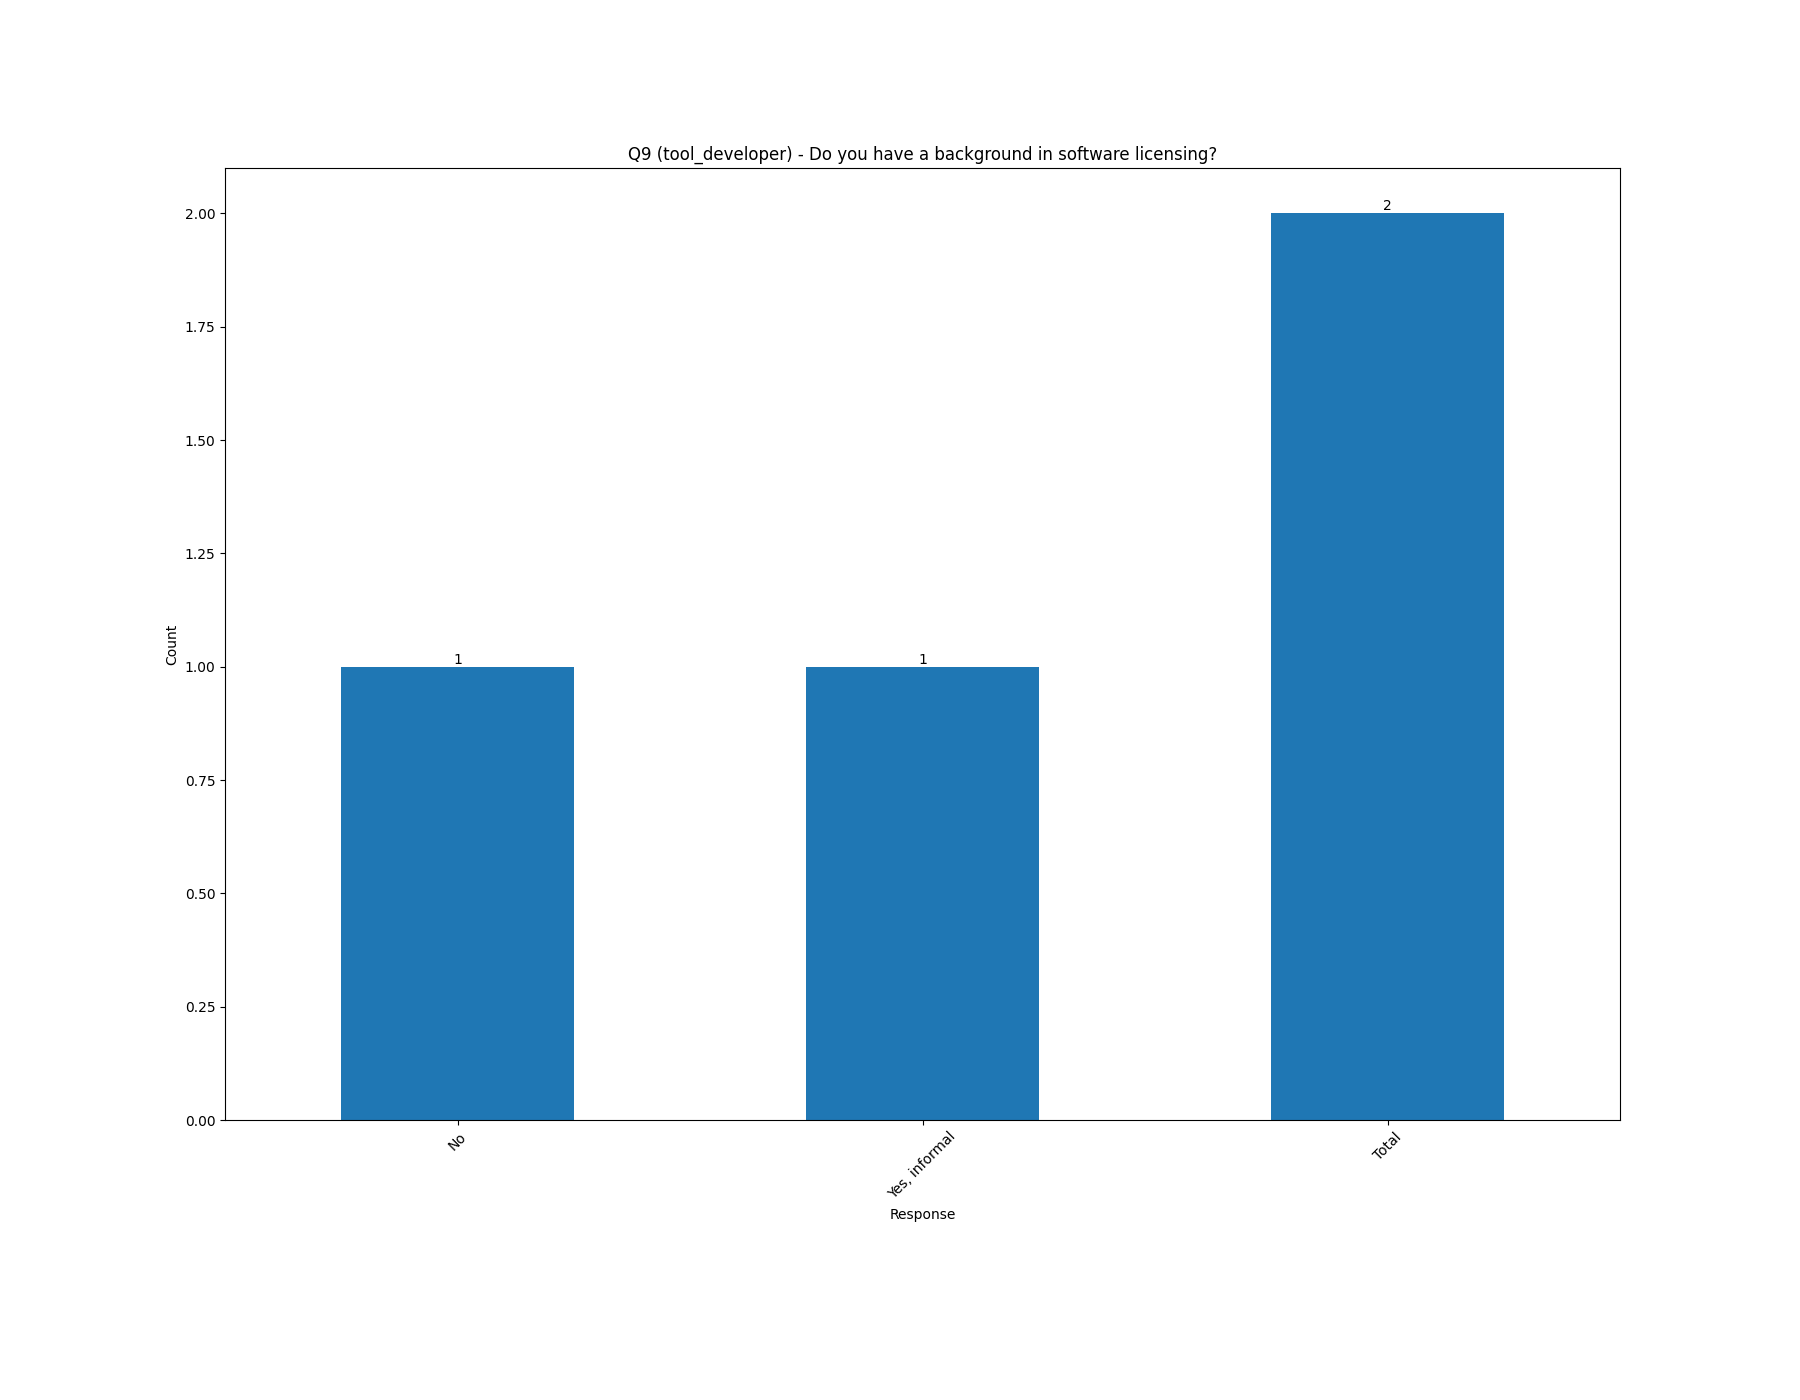 Q9 (tool_developer) - Do you have a background in software licensing?
2
2.00
1.75
1.50
1.25
1
1
1.00
0.75
0.50
0.25
0.00
Count
No
Yes, informal
Total
Response